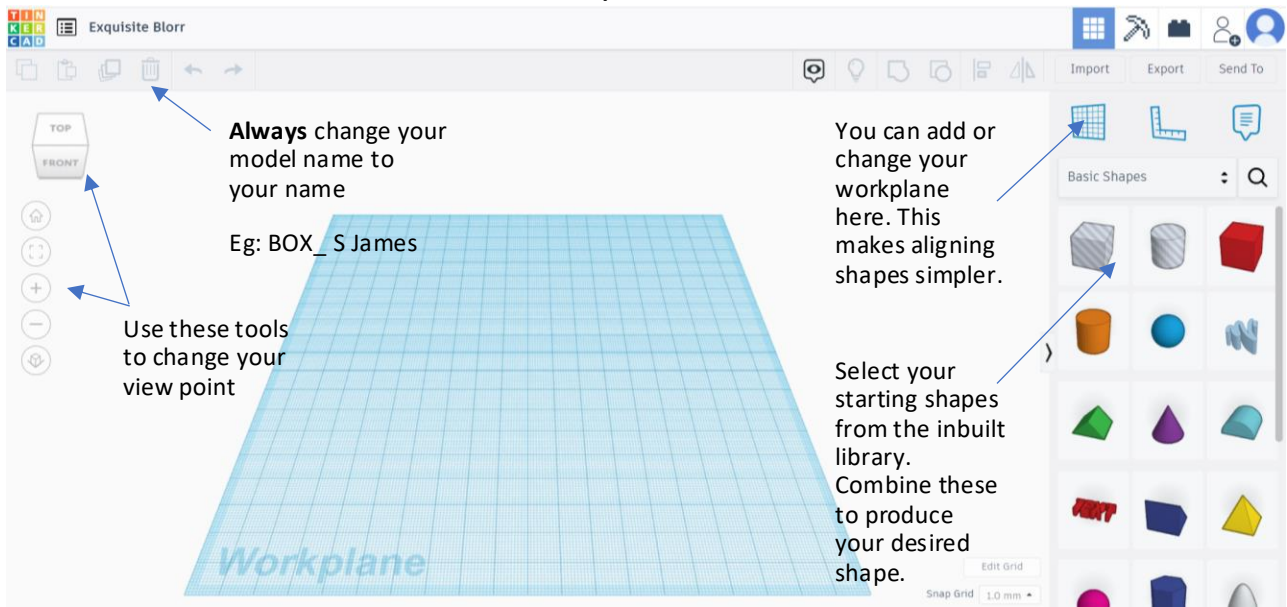 TIN
KER
CAD
Exquisite Blorr
Import
Export
Send To
TOP
FRONT
Always change your
model name to
your name
Eg: BOX_ S James
Use these tools
to change your
view point
You can add or
change your
workplane
here. This
makes aligning
shapes simpler.
Basic Shapes
Select your
starting shapes
from the inbuilt
library.
Combine these
to produce
your desired
shape.
TEXT
Workplane
Edit Grid
Snap Grid 1.0 mm